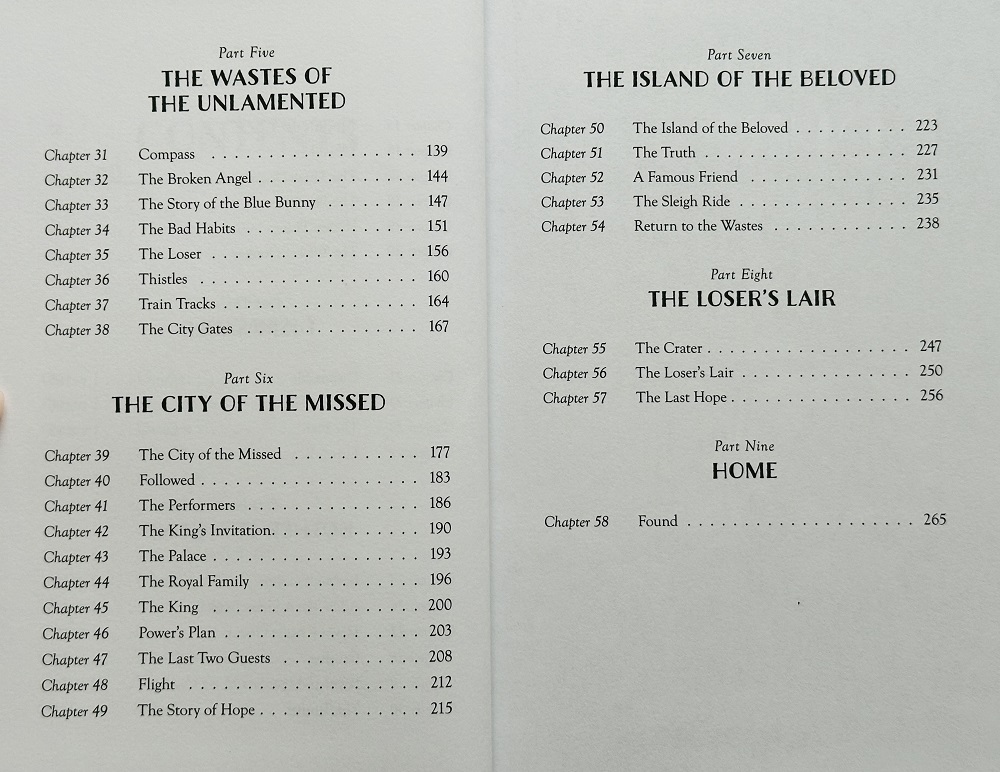 Part Five
THE WASTES OF
THE UNLAMENTED
Chapter 31 Compass . . . . . . . . . . . . . . . . . . 139
Chapter 32 The Broken Angel . . . . . . . . . . . . . . 144
Chapter 33 The Story of the Blue Bunny . . . . . . . . 147
Chapter 34 The Bad Habits . . . . . . . . . . . . . . . 151
Chapter 35 The Loser . . . . . . . . . . . . . . . . . . 156
Chapter 36 Thistles . . . . . . . . . . . . . . . . . . . 160
Chapter 37 Train Tracks . . . . . . . . . . . . . . . . . 164
Chapter 38 The City Gates . . . . . . . . . . . . . . . 167
Part Six
THE CITY OF THE MISSED
Chapter 39 The City of the Missed . . . . . . . . . . . 177
Chapter 40 Followed . . . . . . . . . . . . . . . . . . . 183
Chapter 41 The Performers . . . . . . . . . . . . . . . 186
Chapter 42 The King's Invitation. . . . . . . . . . . . . 190
Chapter 43 The Palace . . . . . . . . . . . . . . . . . . 193
Chapter 44 The Royal Family . . . . . . . . . . . . . . 196
Chapter 45 The King . . . . . . . . . . . . . . . . . . 200
Chapter 46 Power's Plan . . . . . . . . . . . . . . . . . 203
Chapter 47 The Last Two Guests . . . . . . . . . . . . 208
Chapter 48 Flight . . . . . . . . . . . . . . . . . . . . 212
Chapter 49 The Story of Hope . . . . . . . . . . . . . . 215
Part Seven
THE ISLAND OF THE BELOVED
Chapter 50 The Island of the Beloved . . . . . . . . . . 223
Chapter 51 The Truth . . . . . . . . . . . . . . . . . . 227
Chapter 52 A Famous Friend . . . . . . . . . . . . . . 231
Chapter 53 The Sleigh Ride . . . . . . . . . . . . . . . 235
Chapter 54 Return to the Wastes . . . . . . . . . . . . 238
Part Eight
THE LOSER'S LAIR
Chapter 55 The Crater . . . . . . . . . . . . . . . . . . 247
Chapter 56 The Loser's Lair . . . . . . . . . . . . . . . 250
Chapter 57 The Last Hope . . . . . . . . . . . . . . . . 256
Part Nine
HOME
Chapter 58 Found . . . . . . . . . . . . . . . . . . . . 265